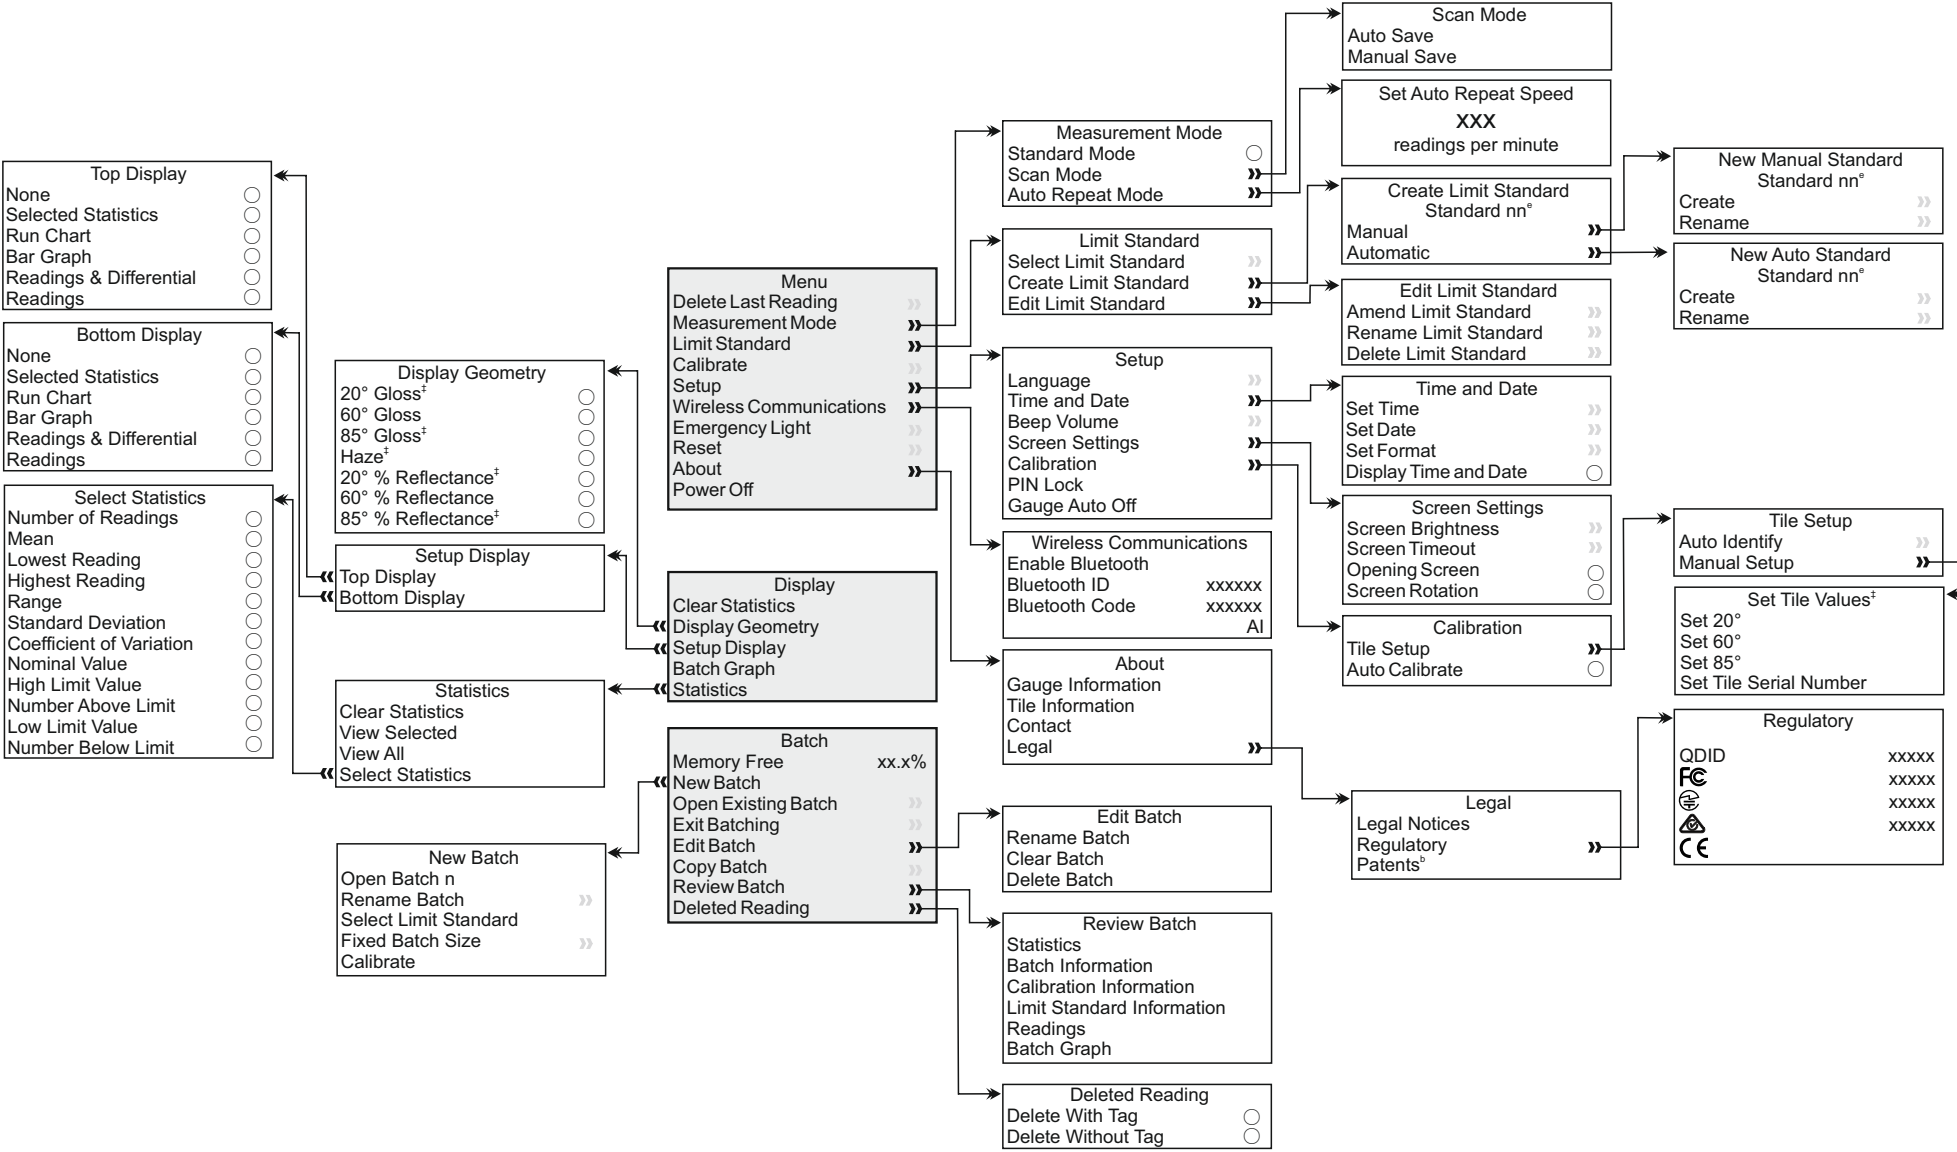 Top Display
None
Selected Statistics
Run Chart
Bar Graph
Readings & Differential
Readings
Bottom Display
None
Selected Statistics
Run Chart
Bar Graph
Readings & Differential
Readings
Select Statistics
Number of Readings
Mean
Lowest Reading
Highest Reading
Range
Standard Deviation
Coefficient of Variation
Nominal Value
High Limit Value
Number Above Limit
Low Limit Value
Number Below Limit
Display Geometry
20° Gloss‡
60° Gloss
85° Gloss‡
Haze‡
20° % Reflectance‡
60° % Reflectance
85° % Reflectance‡
Setup Display
Top Display
Bottom Display
Statistics
Clear Statistics
View Selected
View All
Select Statistics
New Batch
Open Batch n
Rename Batch
Select Limit Standard
Fixed Batch Size
Calibrate
Menu
Delete Last Reading
Measurement Mode
Limit Standard
Calibrate
Setup
Wireless Communications
Emergency Light
Reset
About
Power Off
Display
Clear Statistics
Display Geometry
Setup Display
Batch Graph
Statistics
Batch
Memory Free xx.x%
New Batch
Open Existing Batch
Exit Batching
Edit Batch
Copy Batch
Review Batch
Deleted Reading
Measurement Mode
Standard Mode
Scan Mode
Auto Repeat Mode
Limit Standard
Select Limit Standard
Create Limit Standard
Edit Limit Standard
Setup
Language
Time and Date
Beep Volume
Screen Settings
Calibration
PIN Lock
Gauge Auto Off
Wireless Communications
Enable Bluetooth
Bluetooth ID xxxxxx
Bluetooth Code xxxxxx
AI
About
Gauge Information
Tile Information
Contact
Legal
Edit Batch
Rename Batch
Clear Batch
Delete Batch
Review Batch
Statistics
Batch Information
Calibration Information
Limit Standard Information
Readings
Batch Graph
Deleted Reading
Delete With Tag
Delete Without Tag
Scan Mode
Auto Save
Manual Save
Set Auto Repeat Speed
xxx
readings per minute
Create Limit Standard
Standard nnᵉ
Manual
Automatic
Edit Limit Standard
Amend Limit Standard
Rename Limit Standard
Delete Limit Standard
Time and Date
Set Time
Set Date
Set Format
Display Time and Date
Screen Settings
Screen Brightness
Screen Timeout
Opening Screen
Screen Rotation
Calibration
Tile Setup
Auto Calibrate
Legal
Legal Notices
Regulatory
Patentsᵇ
New Manual Standard
Standard nnᵉ
Create
Rename
New Auto Standard
Standard nnᵉ
Create
Rename
Tile Setup
Auto Identify
Manual Setup
Set Tile Values‡
Set 20°
Set 60°
Set 85°
Set Tile Serial Number
Regulatory
QDID xxxxx
FC xxxxx
xxxxx
xxxxx
CE